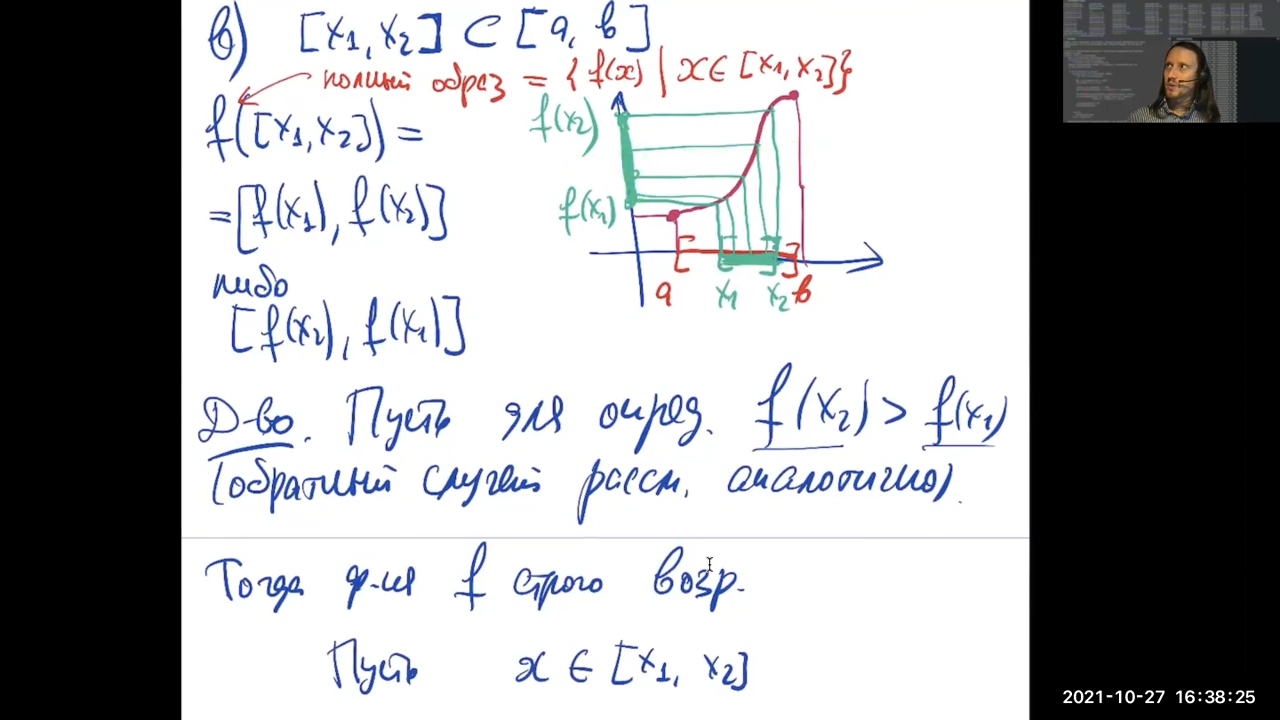 в) [x₁, x₂] ⊂ [a, b]
полный образ = { f(x) | x ∈ [x₁, x₂]}
f([x₁, x₂]) =
= [f(x₁), f(x₂)]
либо
[f(x₂), f(x₁)]
f(x₂)
f(x₁)
a x₁ x₂ b
Д-во. Пусть для опред. f(x₂) > f(x₁)
(обратный случай рассм. аналогично).
Тогда ф-ия f строго возр.
Пусть x ∈ [x₁, x₂]
2021-10-27 16:38:25